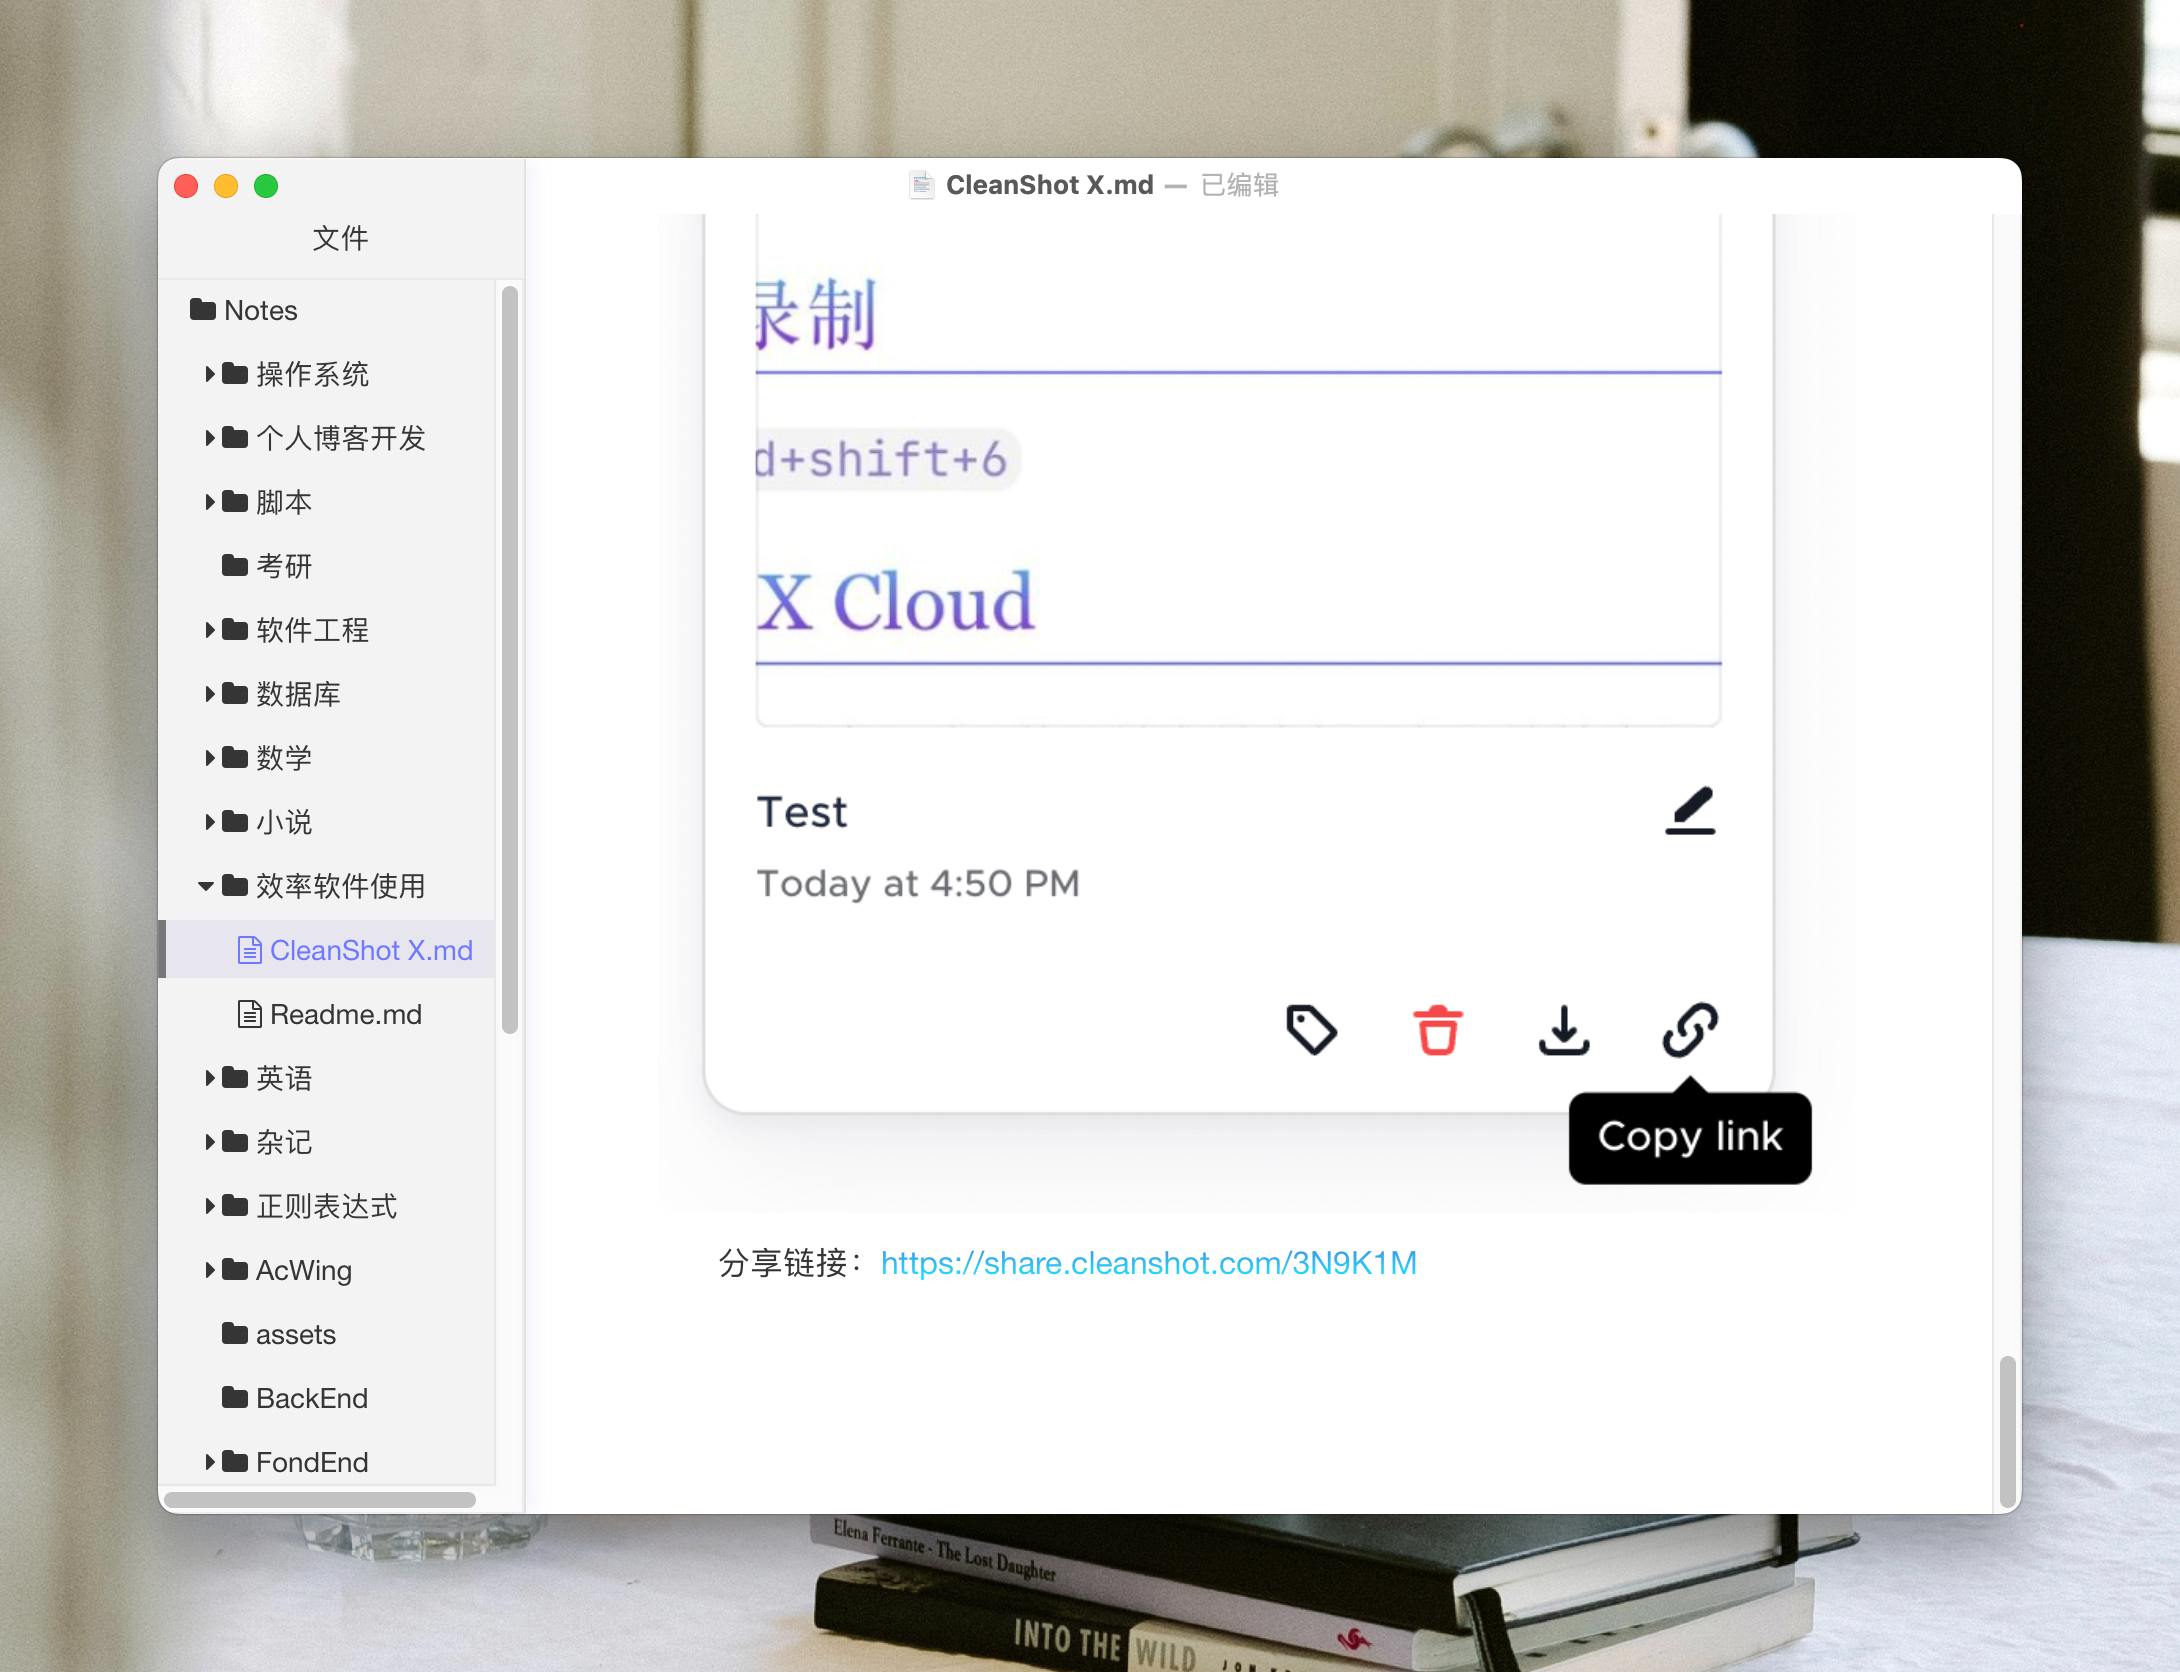 CleanShot X.md — 已编辑
文件
Notes
操作系统
个人博客开发
脚本
考研
软件工程
数据库
数学
小说
效率软件使用
CleanShot X.md
Readme.md
英语
杂记
正则表达式
AcWing
assets
BackEnd
FondEnd
录制
d+shift+6
X Cloud
Test
Today at 4:50 PM
Copy link
分享链接：https://share.cleanshot.com/3N9K1M
Elena Ferrante - The Lost Daughter
INTO THE WILD